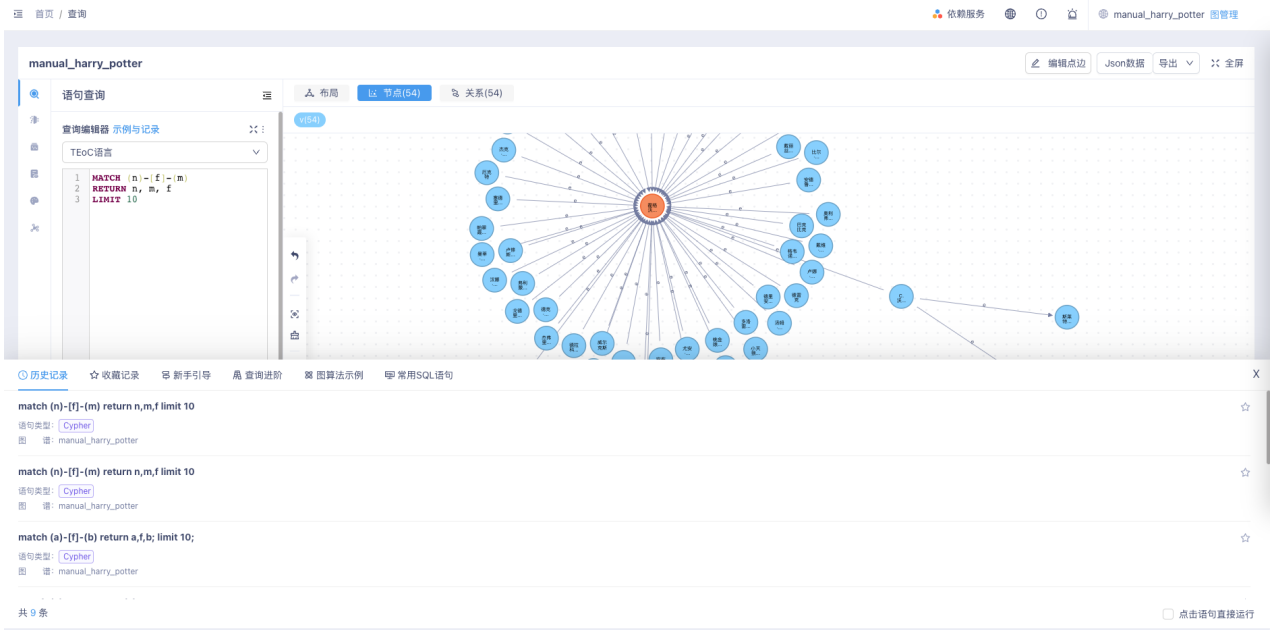 首页 / 查询
依赖服务
manual_harry_potter 图管理
manual_harry_potter
编辑点边
Json数据
导出
全屏
语句查询
布局
节点(54)
关系(54)
查询编辑器 示例与记录
v(54)
TEoC语言
1 MATCH (n)-[f]-(m)
2 RETURN n, m, f
3 LIMIT 10
历史记录
收藏记录
新手引导
查询进阶
图算法示例
常用SQL语句
X
match (n)-[f]-(m) return n,m,f limit 10
语句类型: Cypher
图 谱: manual_harry_potter
match (n)-[f]-(m) return n,m,f limit 10
语句类型: Cypher
图 谱: manual_harry_potter
match (a)-[f]-(b) return a,f,b; limit 10;
语句类型: Cypher
图 谱: manual_harry_potter
共 9 条
点击语句直接运行